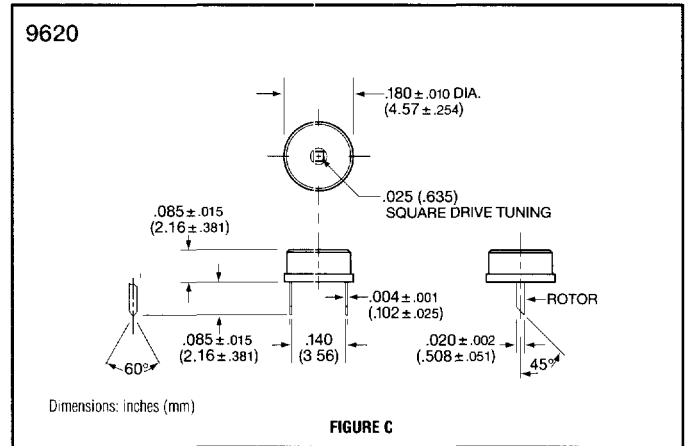 9620
.180 ± .010 DIA.
(4.57 ± .254)
.025 (.635)
SQUARE DRIVE TUNING
.085 ± .015
(2.16 ± .381)
.004 ± .001
(.102 ± .025)
ROTOR
.085 ± .015
(2.16 ± .381)
.140
(3 56)
.020 ± .002
(.508 ± .051)
45°
60°
Dimensions: inches (mm)
FIGURE C